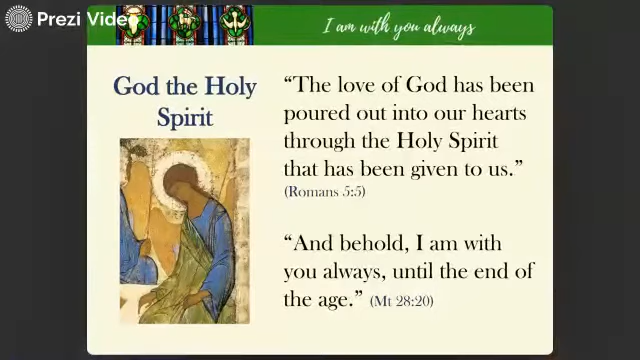 Prezi Video
I am with you always
God the Holy
Spirit
“The love of God has been
poured out into our hearts
through the Holy Spirit
that has been given to us.”
(Romans 5:5)
“And behold, I am with
you always, until the end of
the age.” (Mt 28:20)